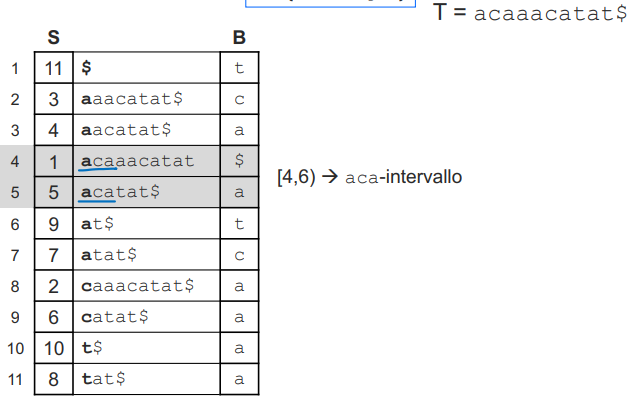 T = acaaacatat$
S B
1 11 $ t
2 3 aaacatat$ c
3 4 aacatat$ a
4 1 acaaacatat $
[4,6) → aca-intervallo
5 5 acatat$ a
6 9 at$ t
7 7 atat$ c
8 2 caaacatat$ a
9 6 catat$ a
10 10 t$ a
11 8 tat$ a